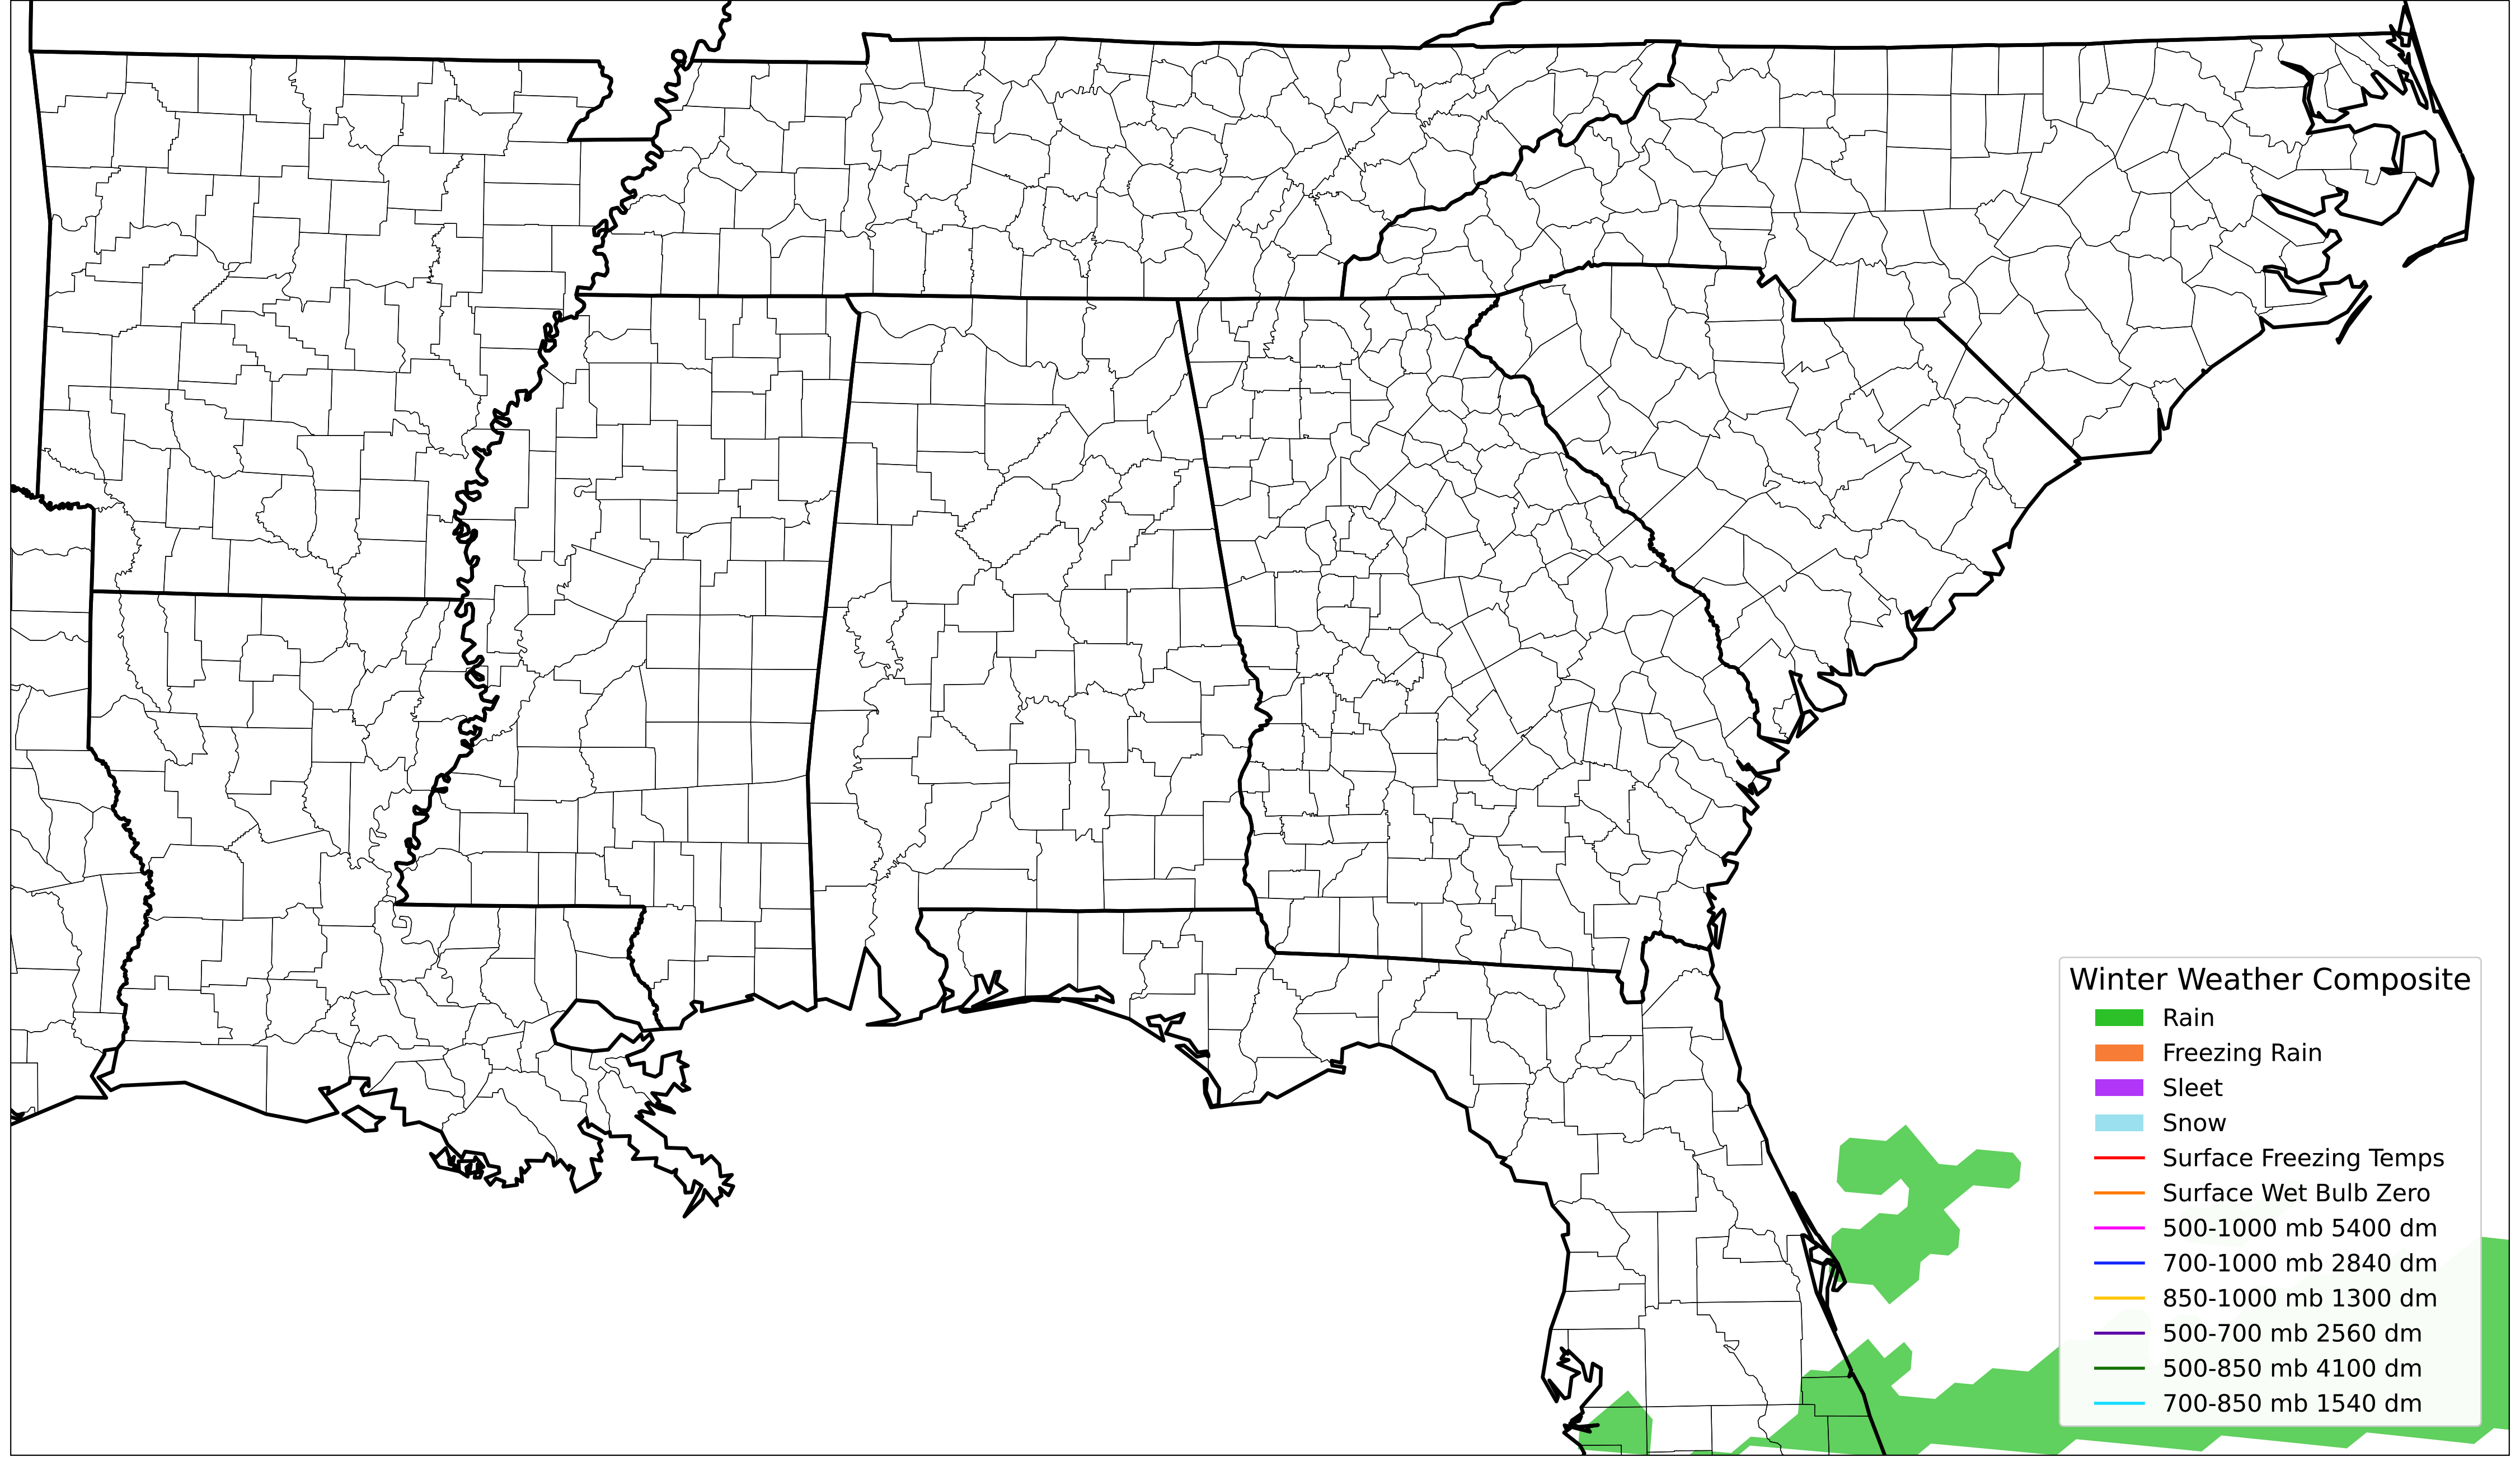 Winter Weather Composite
Rain
Freezing Rain
Sleet
Snow
Surface Freezing Temps
Surface Wet Bulb Zero
500-1000 mb 5400 dm
700-1000 mb 2840 dm
850-1000 mb 1300 dm
500-700 mb 2560 dm
500-850 mb 4100 dm
700-850 mb 1540 dm